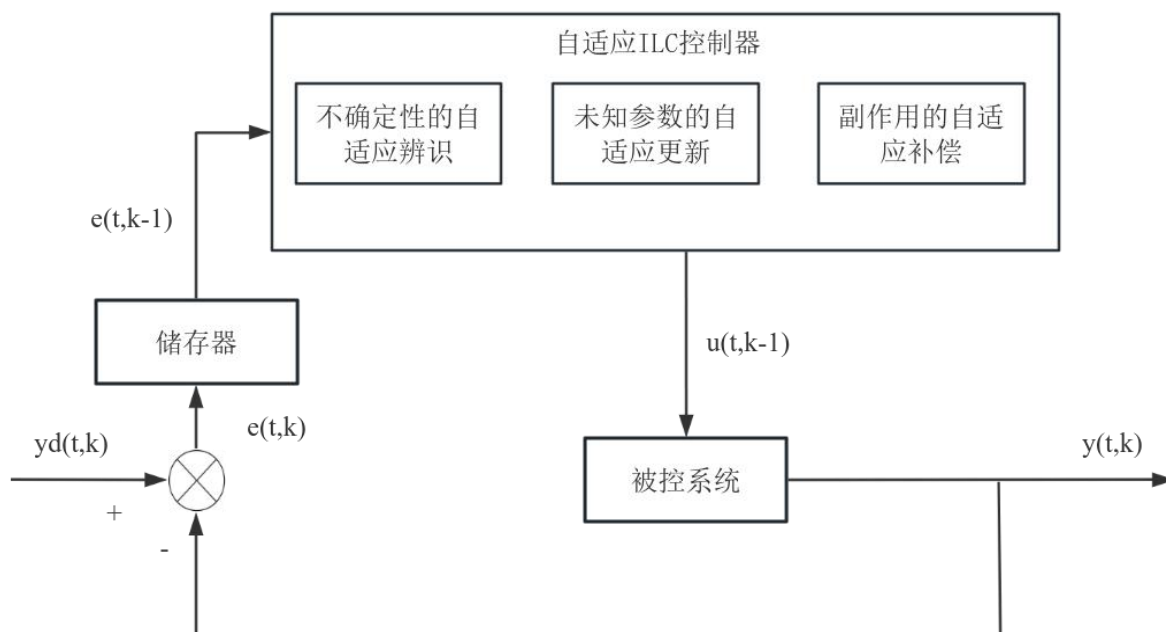 自适应ILC控制器
不确定性的自
适应辨识
未知参数的自
适应更新
副作用的自适
应补偿
e(t,k-1)
储存器
u(t,k-1)
yd(t,k)
e(t,k)
被控系统
y(t,k)
+
-